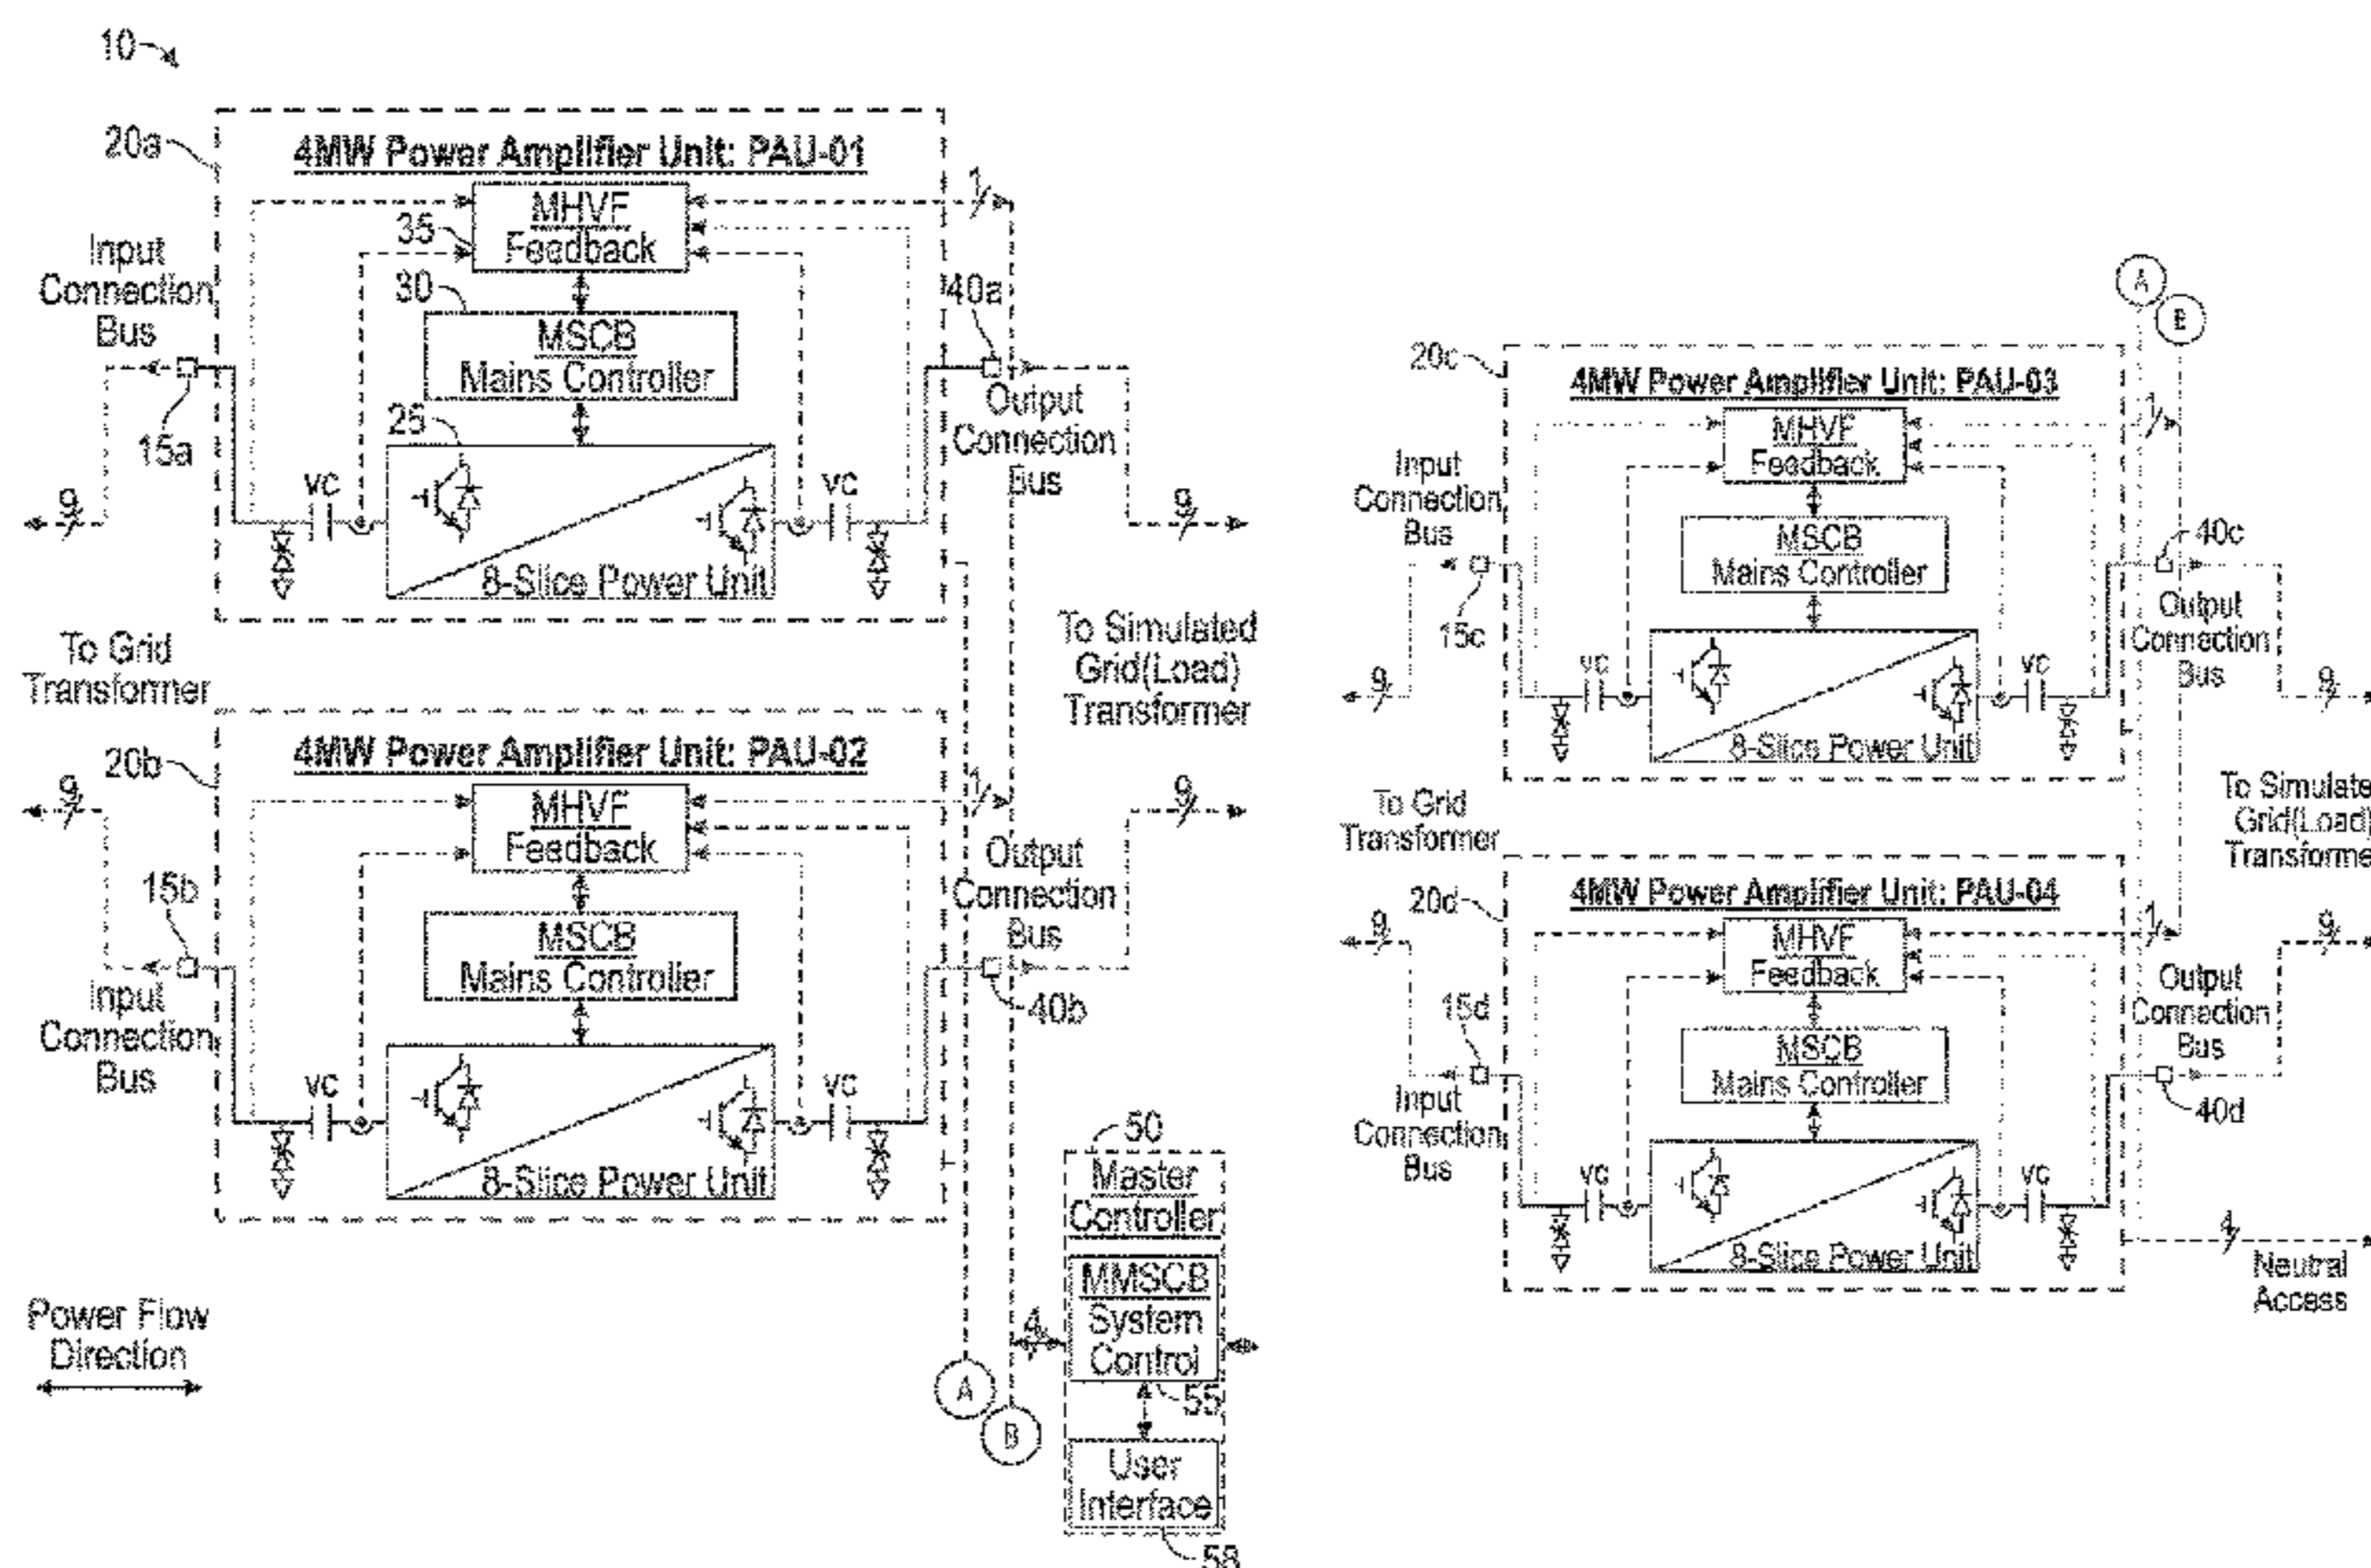 10
20a
4MW Power Amplifier Unit: PAU-01
MHVF
Feedback
35
1
Input
Connection
Bus
30
MSCB
Mains Controller
40a
15a
25
Output
Connection
Bus
9
VC
VC
9
8-Slice Power Unit
To Grid
Transformer
To Simulated
Grid(Load)
Transformer
20b
4MW Power Amplifier Unit: PAU-02
9
MHVF
Feedback
1
9
15b
Output
Connection
Bus
MSCB
Mains Controller
Input
Connection
Bus
40b
VC
VC
8-Slice Power Unit
50
Master
Controller
MMSCB
System
Control
4
55
User
Interface
58
Power Flow
Direction
A
B
A
B
20c
4MW Power Amplifier Unit: PAU-03
MHVF
Feedback
1
Input
Connection
Bus
MSCB
Mains Controller
40c
15c
Output
Connection
Bus
VC
VC
9
9
8-Slice Power Unit
To Grid
Transformer
To Simulate
Grid(Load)
Transforme
20d
4MW Power Amplifier Unit: PAU-04
9
MHVF
Feedback
1
9
15d
Output
Connection
Bus
MSCB
Mains Controller
Input
Connection
Bus
40d
VC
VC
8-Slice Power Unit
4
Neutral
Access